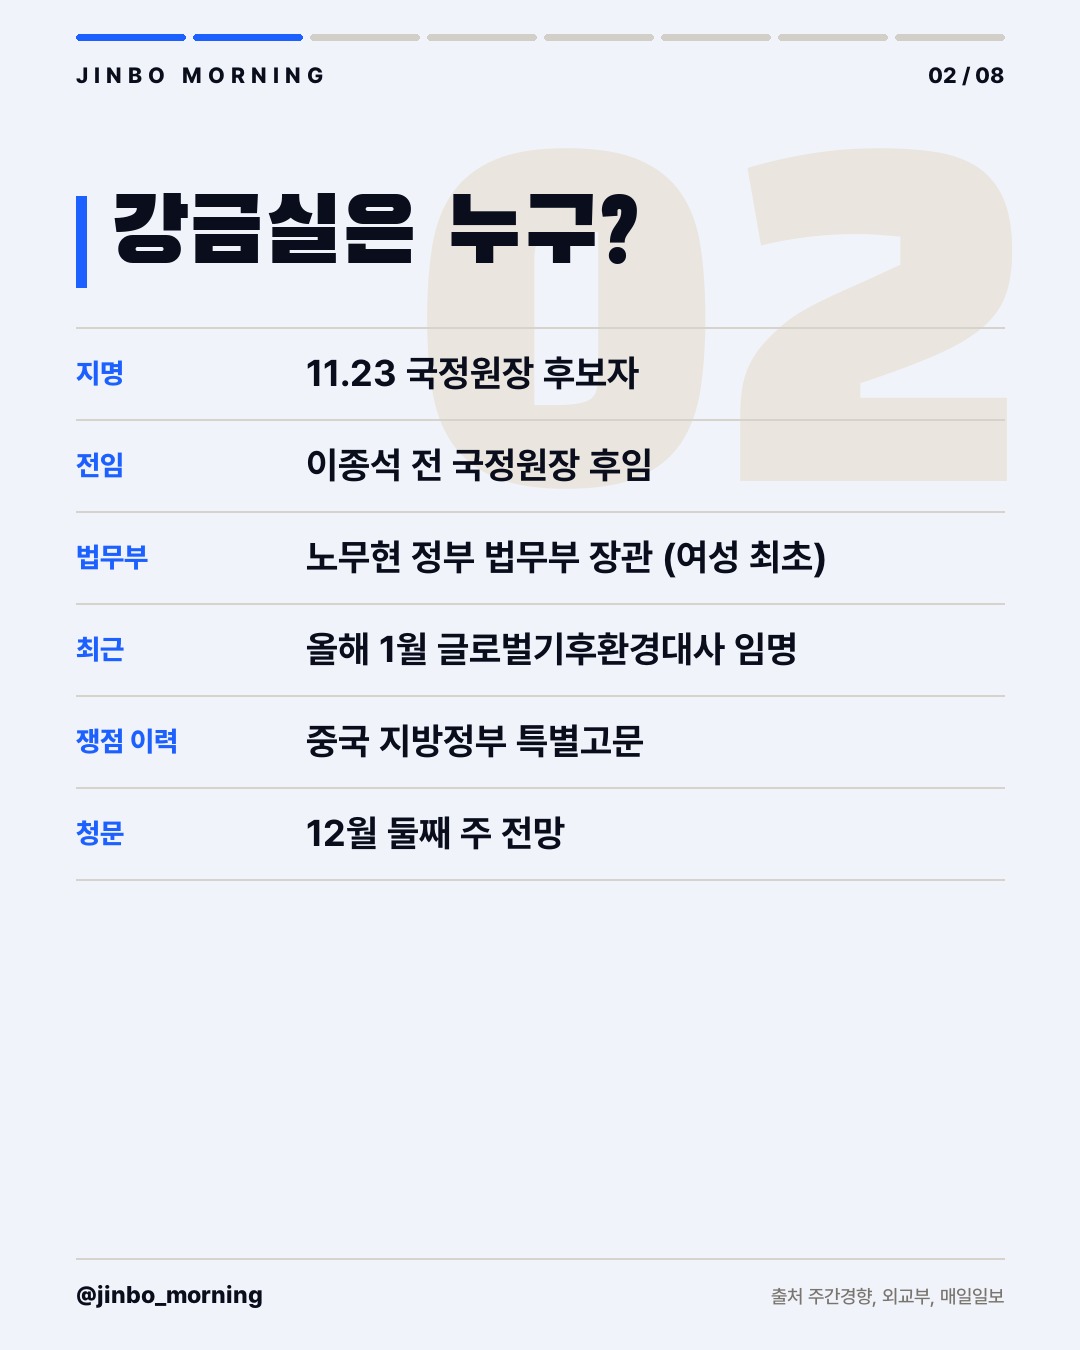 JINBO MORNING 02 / 08
02
강금실은 누구?
지명 11.23 국정원장 후보자
전임 이종석 전 국정원장 후임
법무부 노무현 정부 법무부 장관 (여성 최초)
최근 올해 1월 글로벌기후환경대사 임명
쟁점 이력 중국 지방정부 특별고문
청문 12월 둘째 주 전망
@jinbo_morning 출처 주간경향, 외교부, 매일일보